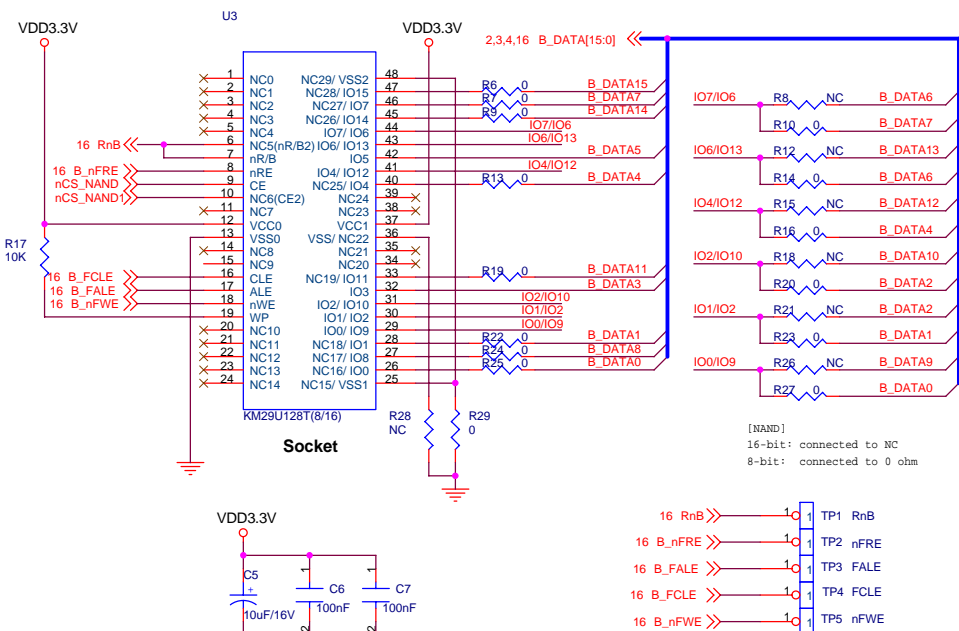 U3
VDD3.3V
VDD3.3V
2,3,4,16 B_DATA[15:0]
1 NC0
2 NC1
3 NC2
4 NC3
5 NC4
16 RnB 6 NC5(nR/B2)
7 nR/B
16 B_nFRE 8 nRE
nCS_NAND 9 CE
nCS_NAND1 10 NC6(CE2)
11 NC7
12 VCC0
13 VSS0
14 NC8
15 NC9
16 B_FCLE 16 CLE
16 B_FALE 17 ALE
16 B_nFWE 18 nWE
19 WP
20 NC10
21 NC11
22 NC12
23 NC13
24 NC14
R17
10K
NC29/ VSS2 48
NC28/ IO15 47 R6 0 B_DATA15
NC27/ IO7 46 R7 0 B_DATA7
NC26/ IO14 45 R9 0 B_DATA14
IO7/ IO6 44 IO7/IO6
IO6/ IO13 43 IO6/IO13
IO5 42 B_DATA5
IO4/ IO12 41 IO4/IO12
NC25/ IO4 40 R13 0 B_DATA4
NC24 39
NC23 38
VCC1 37
VSS/ NC22 36
NC21 35
NC20 34
NC19/ IO11 33 R19 0 B_DATA11
IO3 32 B_DATA3
IO2/ IO10 31 IO2/IO10
IO1/ IO2 30 IO1/IO2
IO0/ IO9 29 IO0/IO9
NC18/ IO1 28 R22 0 B_DATA1
NC17/ IO8 27 R24 0 B_DATA8
NC16/ IO0 26 R25 0 B_DATA0
NC15/ VSS1 25
KM29U128T(8/16)
Socket
R28
NC
R29
0
IO7/IO6 R8 NC B_DATA6
R10 0 B_DATA7
IO6/IO13 R12 NC B_DATA13
R14 0 B_DATA6
IO4/IO12 R15 NC B_DATA12
R16 0 B_DATA4
IO2/IO10 R18 NC B_DATA10
R20 0 B_DATA2
IO1/IO2 R21 NC B_DATA2
R23 0 B_DATA1
IO0/IO9 R26 NC B_DATA9
R27 0 B_DATA0
[NAND]
16-bit: connected to NC
8-bit: connected to 0 ohm
VDD3.3V
C5
+
10uF/16V
1
C6
100nF
2
1
C7
100nF
2
16 RnB 1 1 TP1 RnB
16 B_nFRE 1 1 TP2 nFRE
16 B_FALE 1 1 TP3 FALE
16 B_FCLE 1 1 TP4 FCLE
16 B_nFWE 1 1 TP5 nFWE